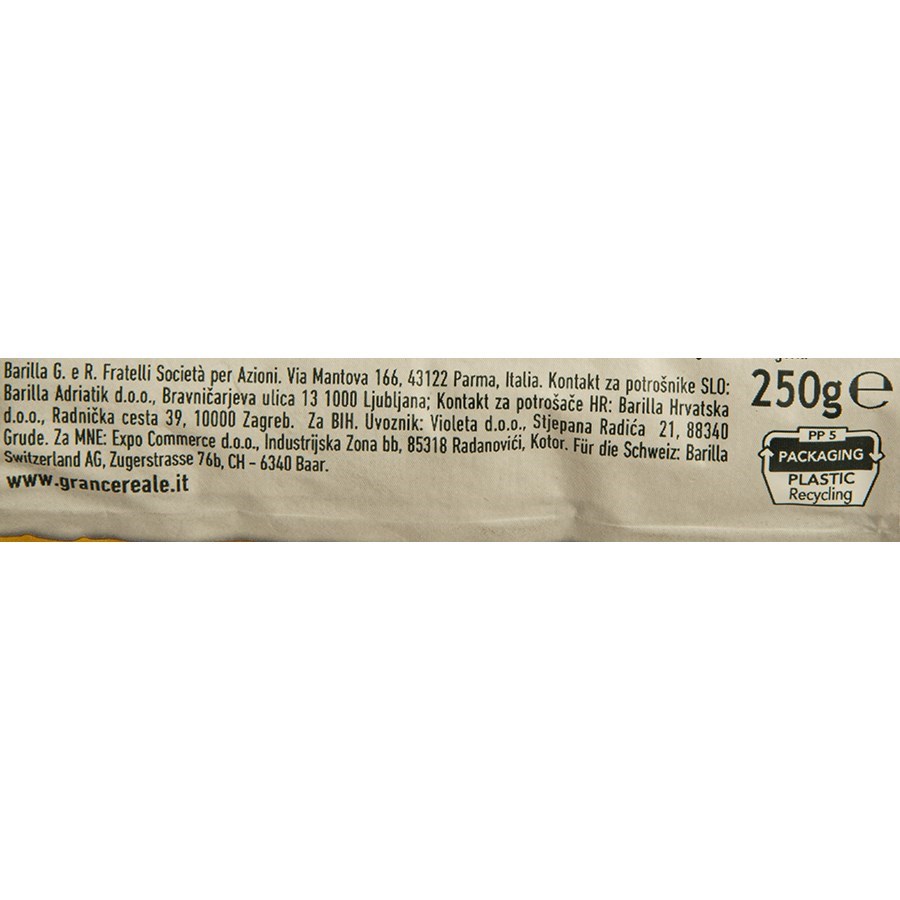 Barilla G. e R. Fratelli Società per Azioni. Via Mantova 166, 43122 Parma, Italia. Kontakt za potrošnike SLO:
Barilla Adriatik d.o.o., Bravničarjeva ulica 13 1000 Ljubljana; Kontakt za potrošače HR: Barilla Hrvatska
d.o.o., Radnička cesta 39, 10000 Zagreb. Za BIH. Uvoznik: Violeta d.o.o., Stjepana Radića 21, 88340
Grude. Za MNE: Expo Commerce d.o.o., Industrijska Zona bb, 85318 Radanovići, Kotor. Für die Schweiz: Barilla
Switzerland AG, Zugerstrasse 76b, CH - 6340 Baar.
www.grancereale.it
250g e
PP 5
PACKAGING
PLASTIC
Recycling